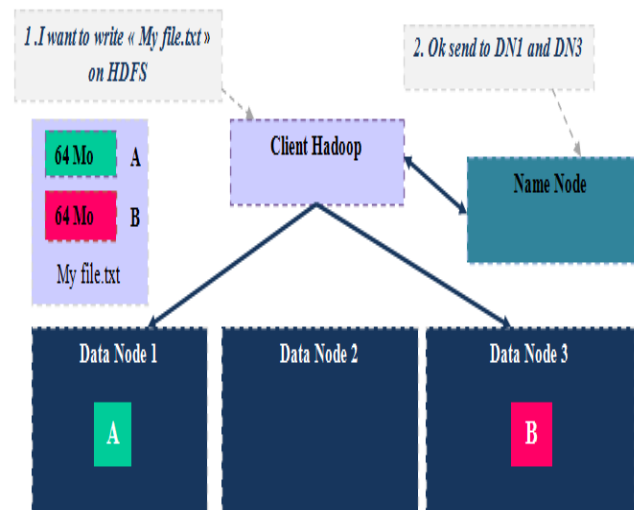 1 .I want to write « My file.txt »
on HDFS
2. Ok send to DN1 and DN3
64 Mo A
64 Mo B
My file.txt
Client Hadoop
Name Node
Data Node 1
Data Node 2
Data Node 3
A
B